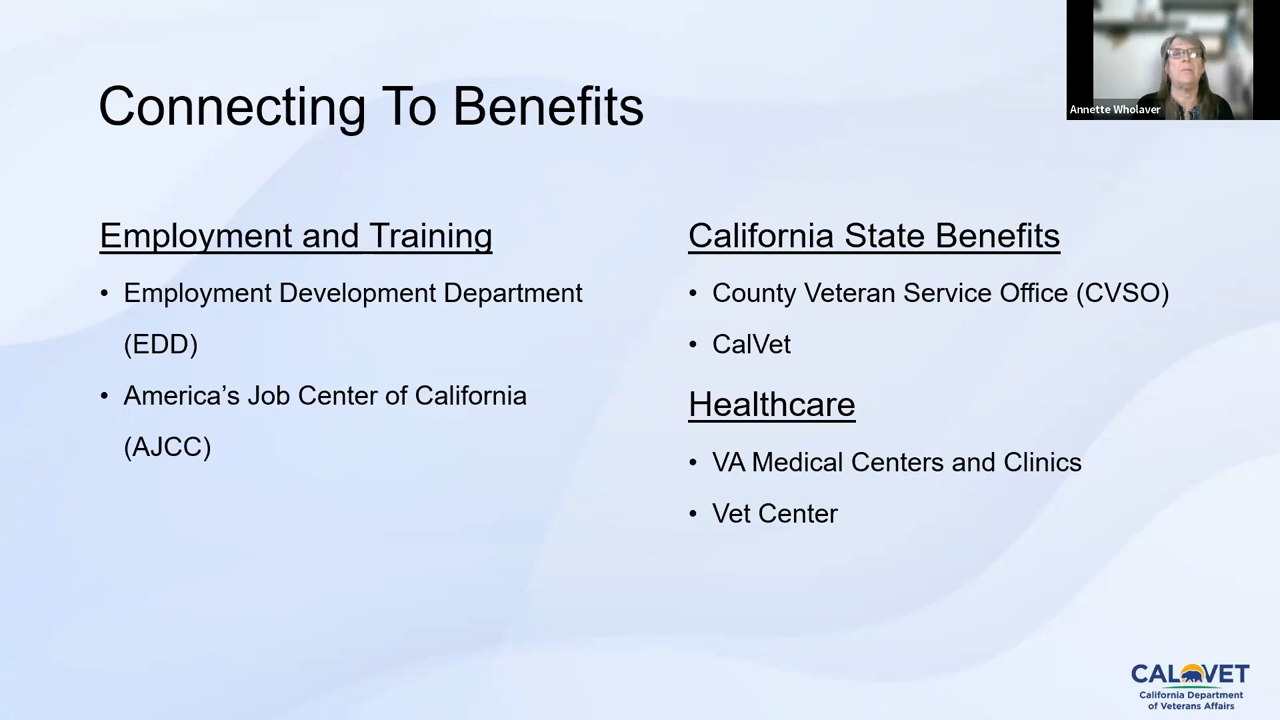 Connecting To Benefits
Annette Wholaver
Employment and Training
• Employment Development Department
(EDD)
• America’s Job Center of California
(AJCC)
California State Benefits
• County Veteran Service Office (CVSO)
• CalVet
Healthcare
• VA Medical Centers and Clinics
• Vet Center
CALVET
California Department
of Veterans Affairs